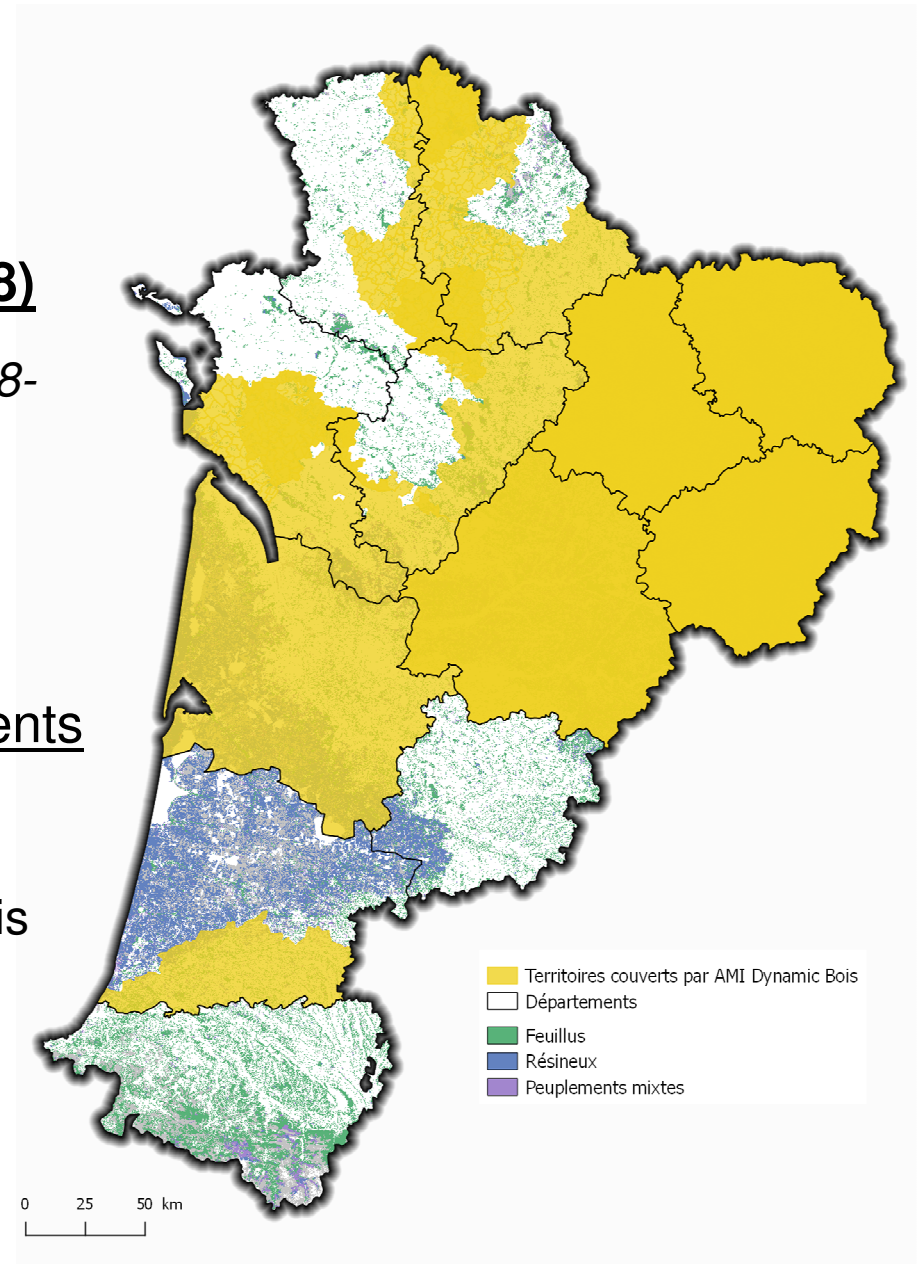 3)
8-
ents
is
Territoires couverts par AMI Dynamic Bois
Départements
Feuillus
Résineux
Peuplements mixtes
0 25 50 km